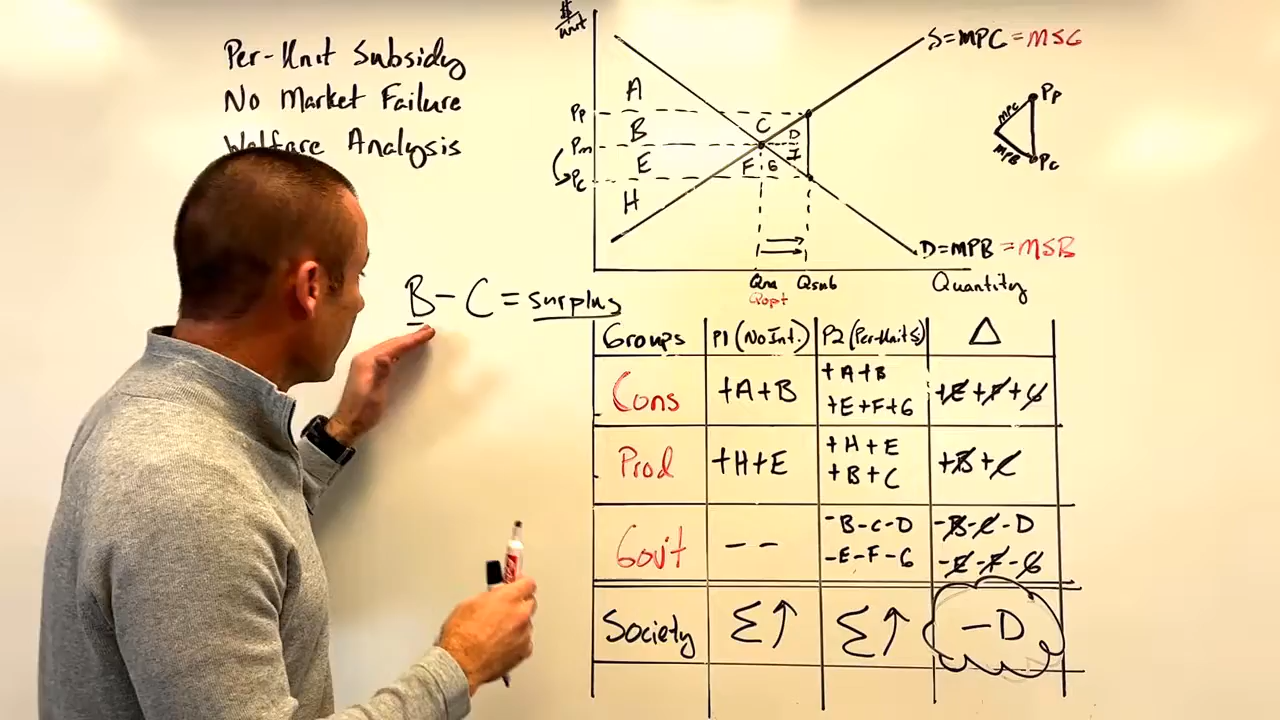 Per-Unit Subsidy
No Market Failure
Welfare Analysis
$/unit
S=MPC=MSC
A
Pp
B
C
D
Pm
E
F
G
I
Pc
H
D=MPB=MSB
Qm
Qsub
Quantity
Qopt
MPC
Pp
MPB
Pc
B-C=surplus
Groups P1 (No Int.) P2 (Per-Unit S) Δ
Cons +A+B +A+B +E+F+G +E+F+G
Prod +H+E +H+E +B+C +B+C
Gov't -- -B-C-D -E-F-G -B-C-D -E-F-G
Society Σ↑ Σ↑ -D